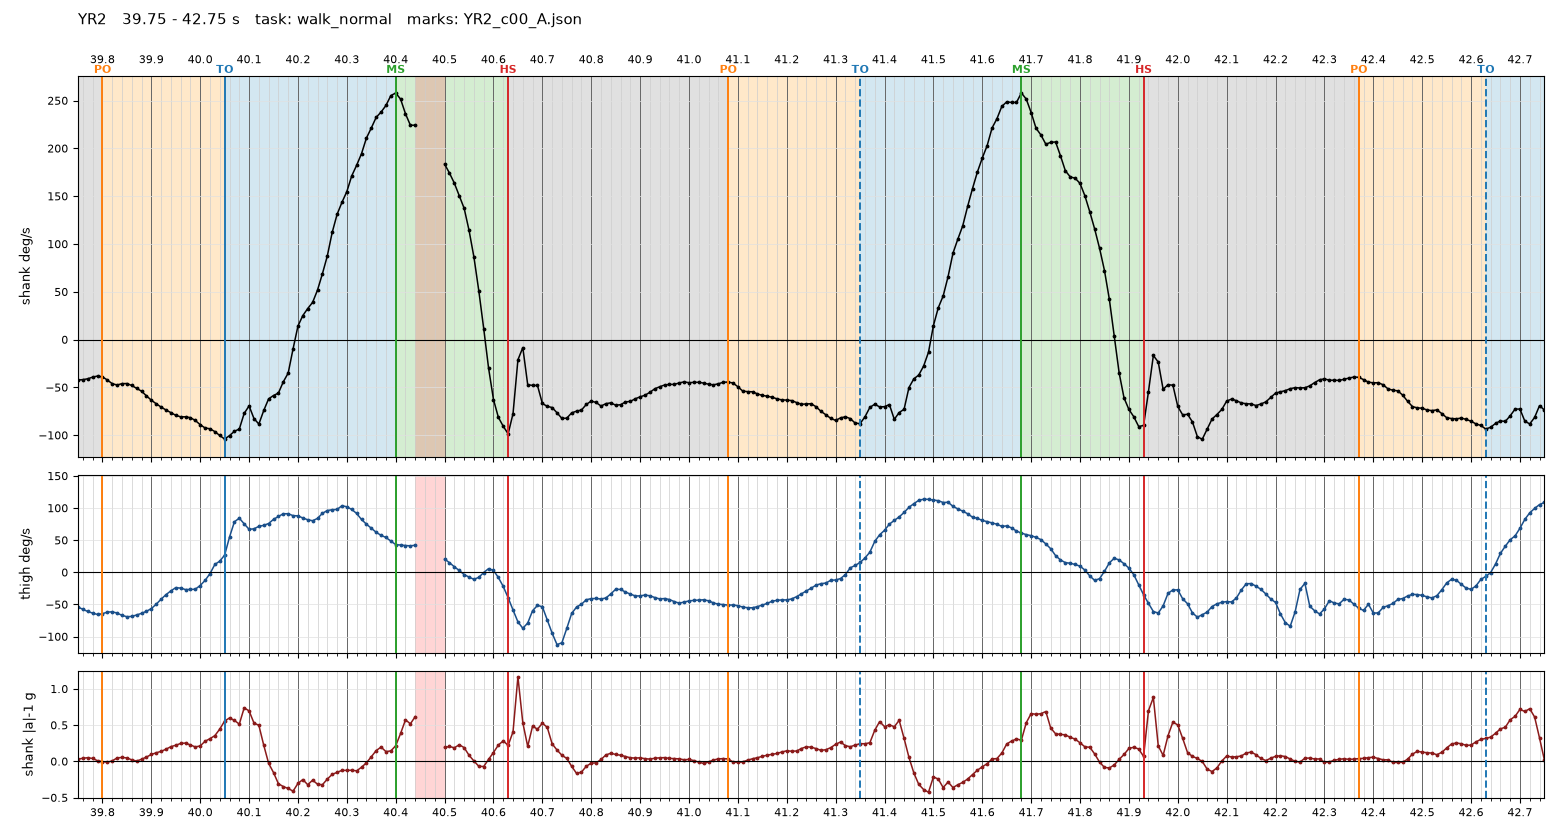 YR2 39.75 - 42.75 s task: walk_normal marks: YR2_c00_A.json
39.8 39.9 40.0 40.1 40.2 40.3 40.4 40.5 40.6 40.7 40.8 40.9 41.0 41.1 41.2 41.3 41.4 41.5 41.6 41.7 41.8 41.9 42.0 42.1 42.2 42.3 42.4 42.5 42.6 42.7
PO TO MS HS PO TO MS HS PO TO
shank deg/s
250
200
150
100
50
0
−50
−100
thigh deg/s
150
100
50
0
−50
−100
shank |a|-1 g
1.0
0.5
0.0
−0.5
39.8 39.9 40.0 40.1 40.2 40.3 40.4 40.5 40.6 40.7 40.8 40.9 41.0 41.1 41.2 41.3 41.4 41.5 41.6 41.7 41.8 41.9 42.0 42.1 42.2 42.3 42.4 42.5 42.6 42.7